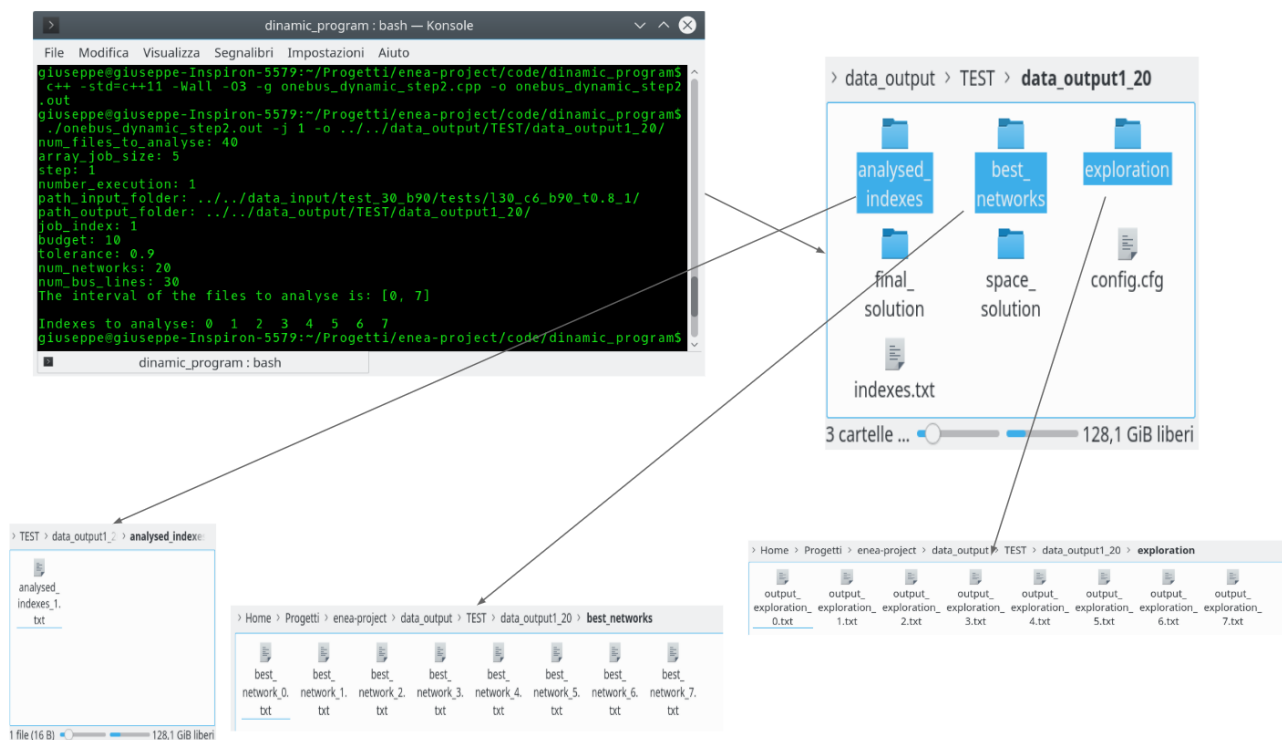 dinamic_program : bash — Konsole
File Modifica Visualizza Segnalibri Impostazioni Aiuto
giuseppe@giuseppe-Inspiron-5579:~/Progetti/enea-project/code/dinamic_program$
c++ -std=c++11 -Wall -O3 -g onebus_dynamic_step2.cpp -o onebus_dynamic_step2
.out
giuseppe@giuseppe-Inspiron-5579:~/Progetti/enea-project/code/dinamic_program$
./onebus_dynamic_step2.out -j 1 -o ../../data_output/TEST/data_output1_20/
num_files_to_analyse: 40
array_job_size: 5
step: 1
number_execution: 1
path_input_folder: ../../data_input/test_30_b90/tests/l30_c6_b90_t0.8_1/
path_output_folder: ../../data_output/TEST/data_output1_20/
job_index: 1
budget: 10
tolerance: 0.9
num_networks: 20
num_bus_lines: 30
The interval of the files to analyse is: [0, 7]
Indexes to analyse: 0 1 2 3 4 5 6 7
giuseppe@giuseppe-Inspiron-5579:~/Progetti/enea-project/code/dinamic_program$
dinamic_program : bash
> data_output > TEST > data_output1_20
analysed_
indexes
best_
networks
exploration
final_
solution
space_
solution
config.cfg
indexes.txt
3 cartelle ... 128,1 GiB liberi
> TEST > data_output1_2 > analysed_indexes
analysed_
indexes_1.
txt
1 file (16 B) 128,1 GiB liberi
> Home > Progetti > enea-project > data_output > TEST > data_output1_20 > best_networks
best_ best_ best_ best_ best_ best_ best_ best_
network_0. network_1. network_2. network_3. network_4. network_5. network_6. network_7.
txt txt txt txt txt txt txt txt
> Home > Progetti > enea-project > data_output > TEST > data_output1_20 > exploration
output_ output_ output_ output_ output_ output_ output_ output_
exploration_ exploration_ exploration_ exploration_ exploration_ exploration_ exploration_ exploration_
0.txt 1.txt 2.txt 3.txt 4.txt 5.txt 6.txt 7.txt